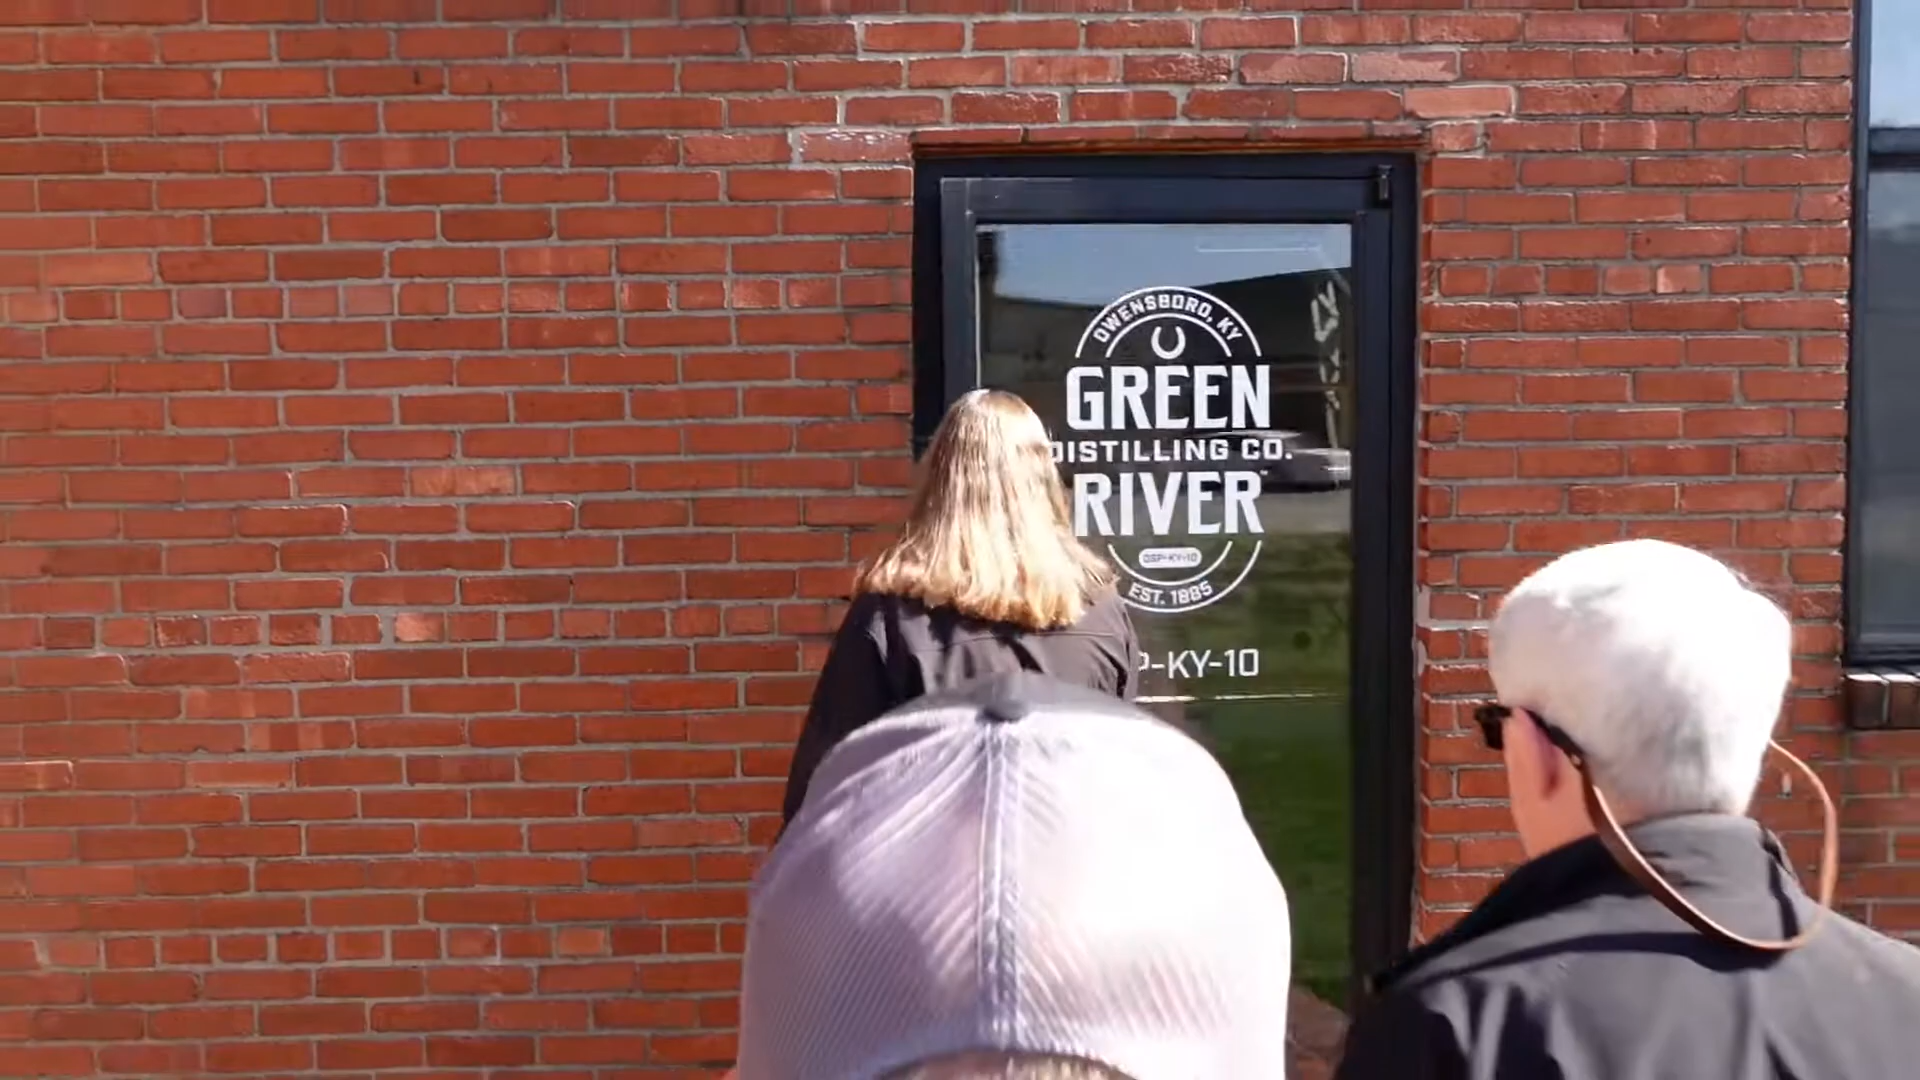 OWENSBORO, KY
GREEN
DISTILLING CO.
RIVER
DSP-KY-10
EST. 1885
P-KY-10